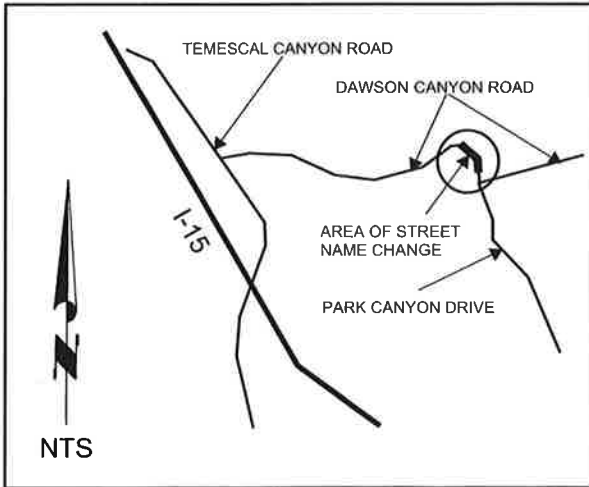 TEMESCAL CANYON ROAD
DAWSON CANYON ROAD
I-15
AREA OF STREET
NAME CHANGE
PARK CANYON DRIVE
N
NTS